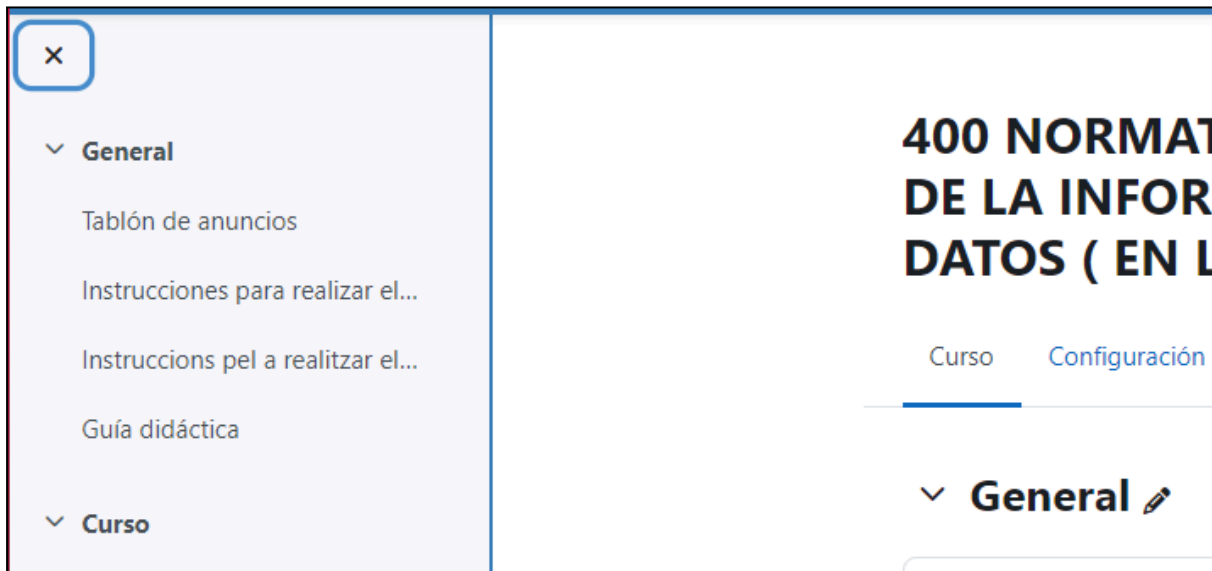 General
Tablón de anuncios
Instrucciones para realizar el...
Instruccions pel a realitzar el...
Guía didáctica
Curso
400 NORMAT
DE LA INFOR
DATOS ( EN L
Curso Configuración
General